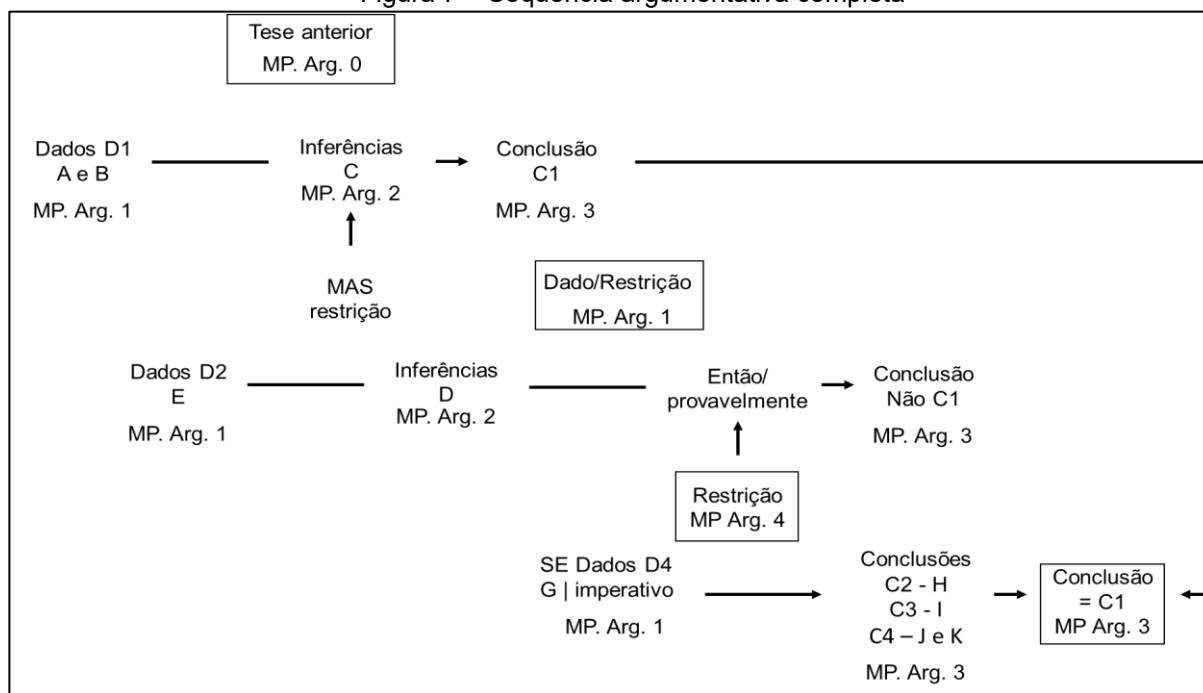 Figura 7 – Sequência argumentativa completa
Tese anterior
MP. Arg. 0
Dados D1
A e B
MP. Arg. 1
Inferências
C
MP. Arg. 2
Conclusão
C1
MP. Arg. 3
MAS
restrição
Dado/Restrição
MP. Arg. 1
Dados D2
E
MP. Arg. 1
Inferências
D
MP. Arg. 2
Então/
provavelmente
Conclusão
Não C1
MP. Arg. 3
Restrição
MP Arg. 4
SE Dados D4
G | imperativo
MP. Arg. 1
Conclusões
C2 - H
C3 - I
C4 – J e K
MP. Arg. 3
Conclusão
= C1
MP Arg. 3